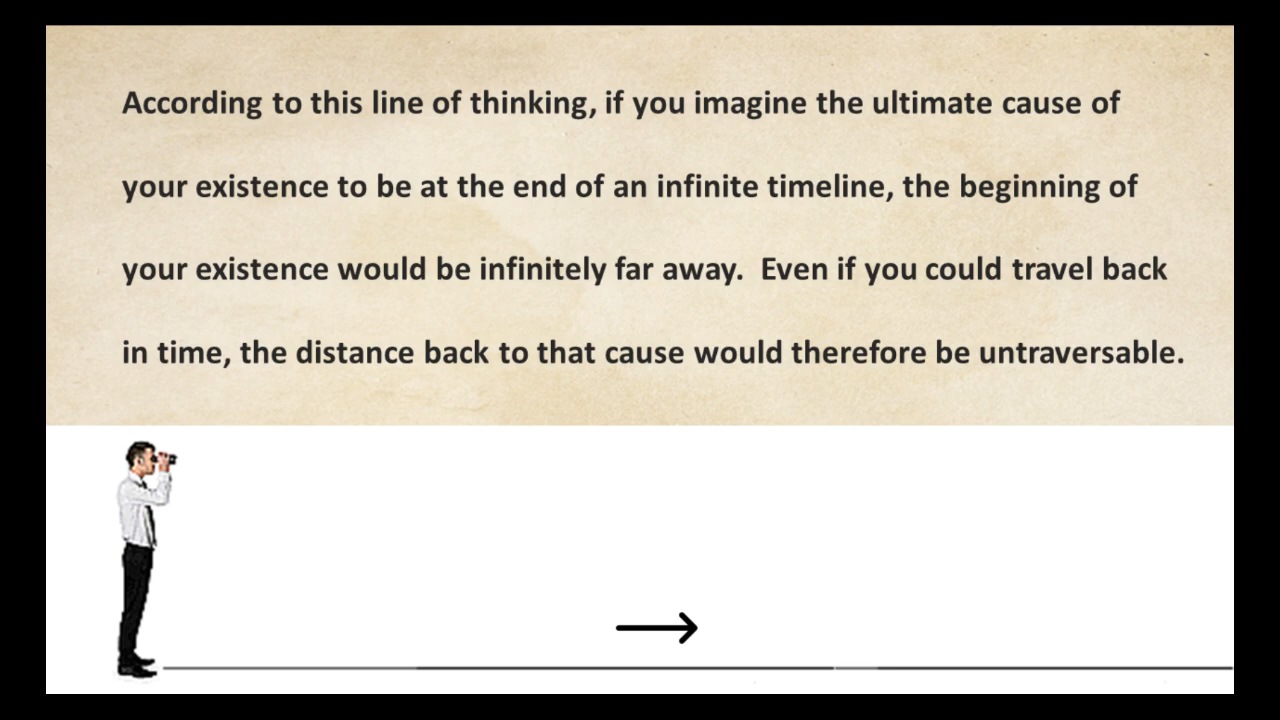 According to this line of thinking, if you imagine the ultimate cause of
your existence to be at the end of an infinite timeline, the beginning of
your existence would be infinitely far away.  Even if you could travel back
in time, the distance back to that cause would therefore be untraversable.